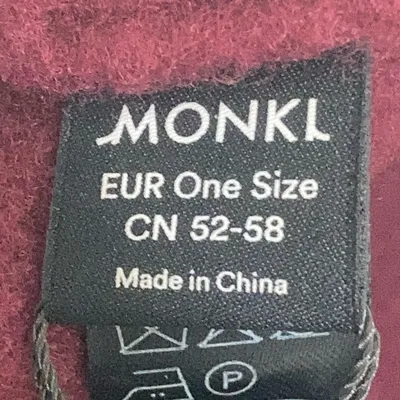 MONKI
EUR One Size
CN 52-58
Made in China
P